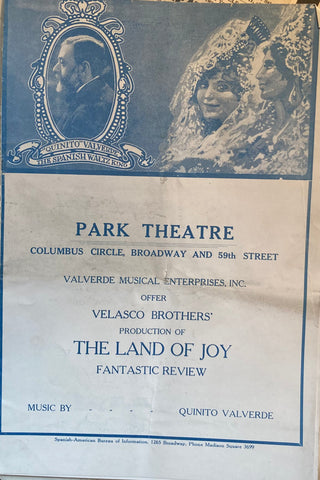 "QUINITO" VALVERDE
THE SPANISH WALTZ KING
PARK THEATRE
COLUMBUS CIRCLE, BROADWAY AND 59th STREET
VALVERDE MUSICAL ENTERPRISES, INC.
OFFER
VELASCO BROTHERS'
PRODUCTION OF
THE LAND OF JOY
FANTASTIC REVIEW
MUSIC BY - - - - QUINITO VALVERDE
Spanish-American Bureau of Information, 1265 Broadway, Phone Madison Square 3699